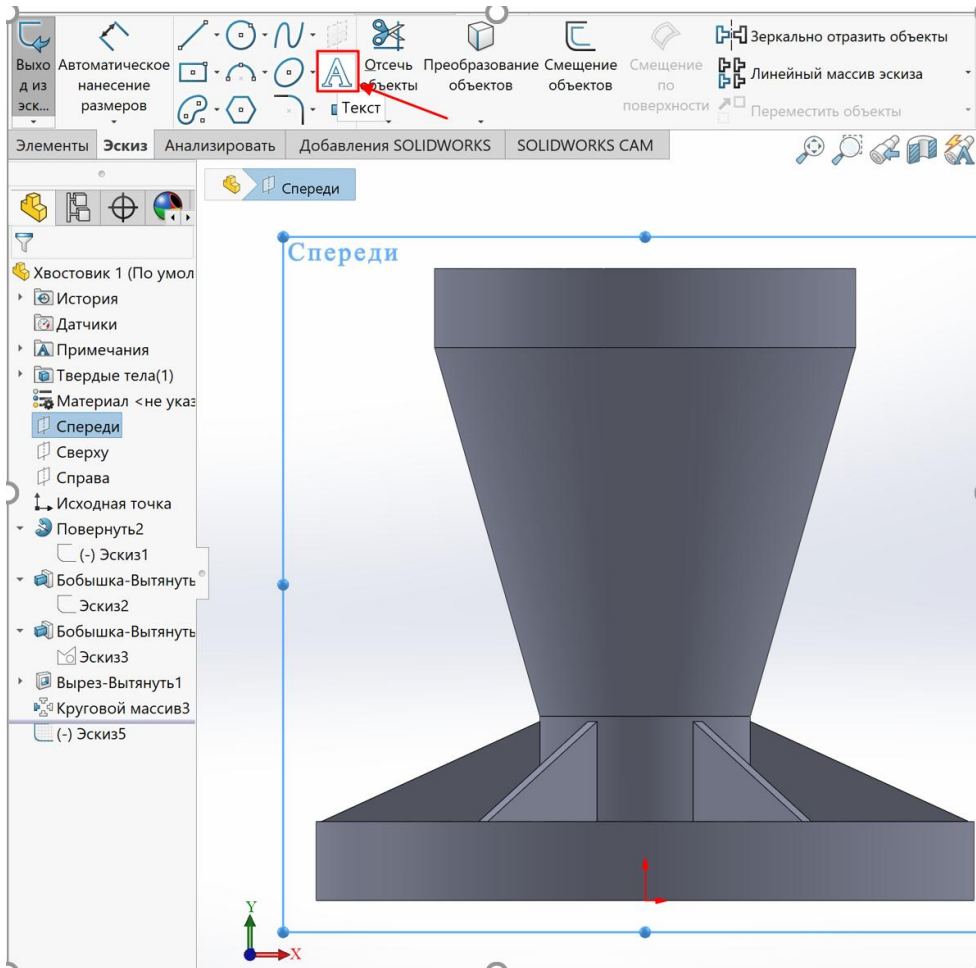 Выхо
д из
эск...
Автоматическое
нанесение
размеров
Отсечь
объекты
Преобразование
объектов
Смещение
объектов
Смещение
по
поверхности
Зеркально отразить объекты
Линейный массив эскиза
Переместить объекты
Текст
Элементы Эскиз Анализировать Добавления SOLIDWORKS SOLIDWORKS CAM
Спереди
Спереди
Хвостовик 1 (По умол
История
Датчики
Примечания
Твердые тела(1)
Материал <не указ
Спереди
Сверху
Справа
Исходная точка
Повернуть2
(-) Эскиз1
Бобышка-Вытянуть
Эскиз2
Бобышка-Вытянуть
Эскиз3
Вырез-Вытянуть1
Круговой массив3
(-) Эскиз5
Y
X